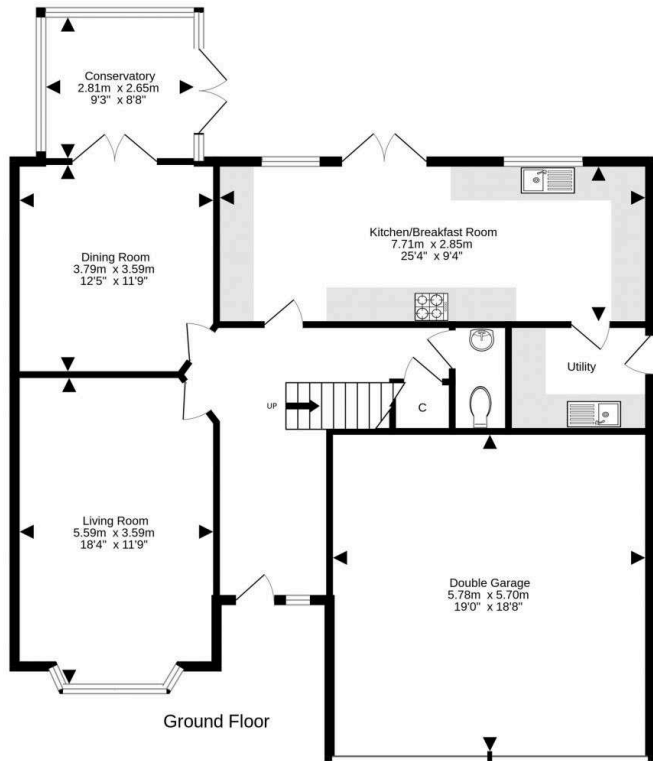 Conservatory
2.81m x 2.65m
9'3" x 8'8"
Kitchen/Breakfast Room
7.71m x 2.85m
25'4" x 9'4"
Dining Room
3.79m x 3.59m
12'5" x 11'9"
Utility
UP
C
Living Room
5.59m x 3.59m
18'4" x 11'9"
Double Garage
5.78m x 5.70m
19'0" x 18'8"
Ground Floor